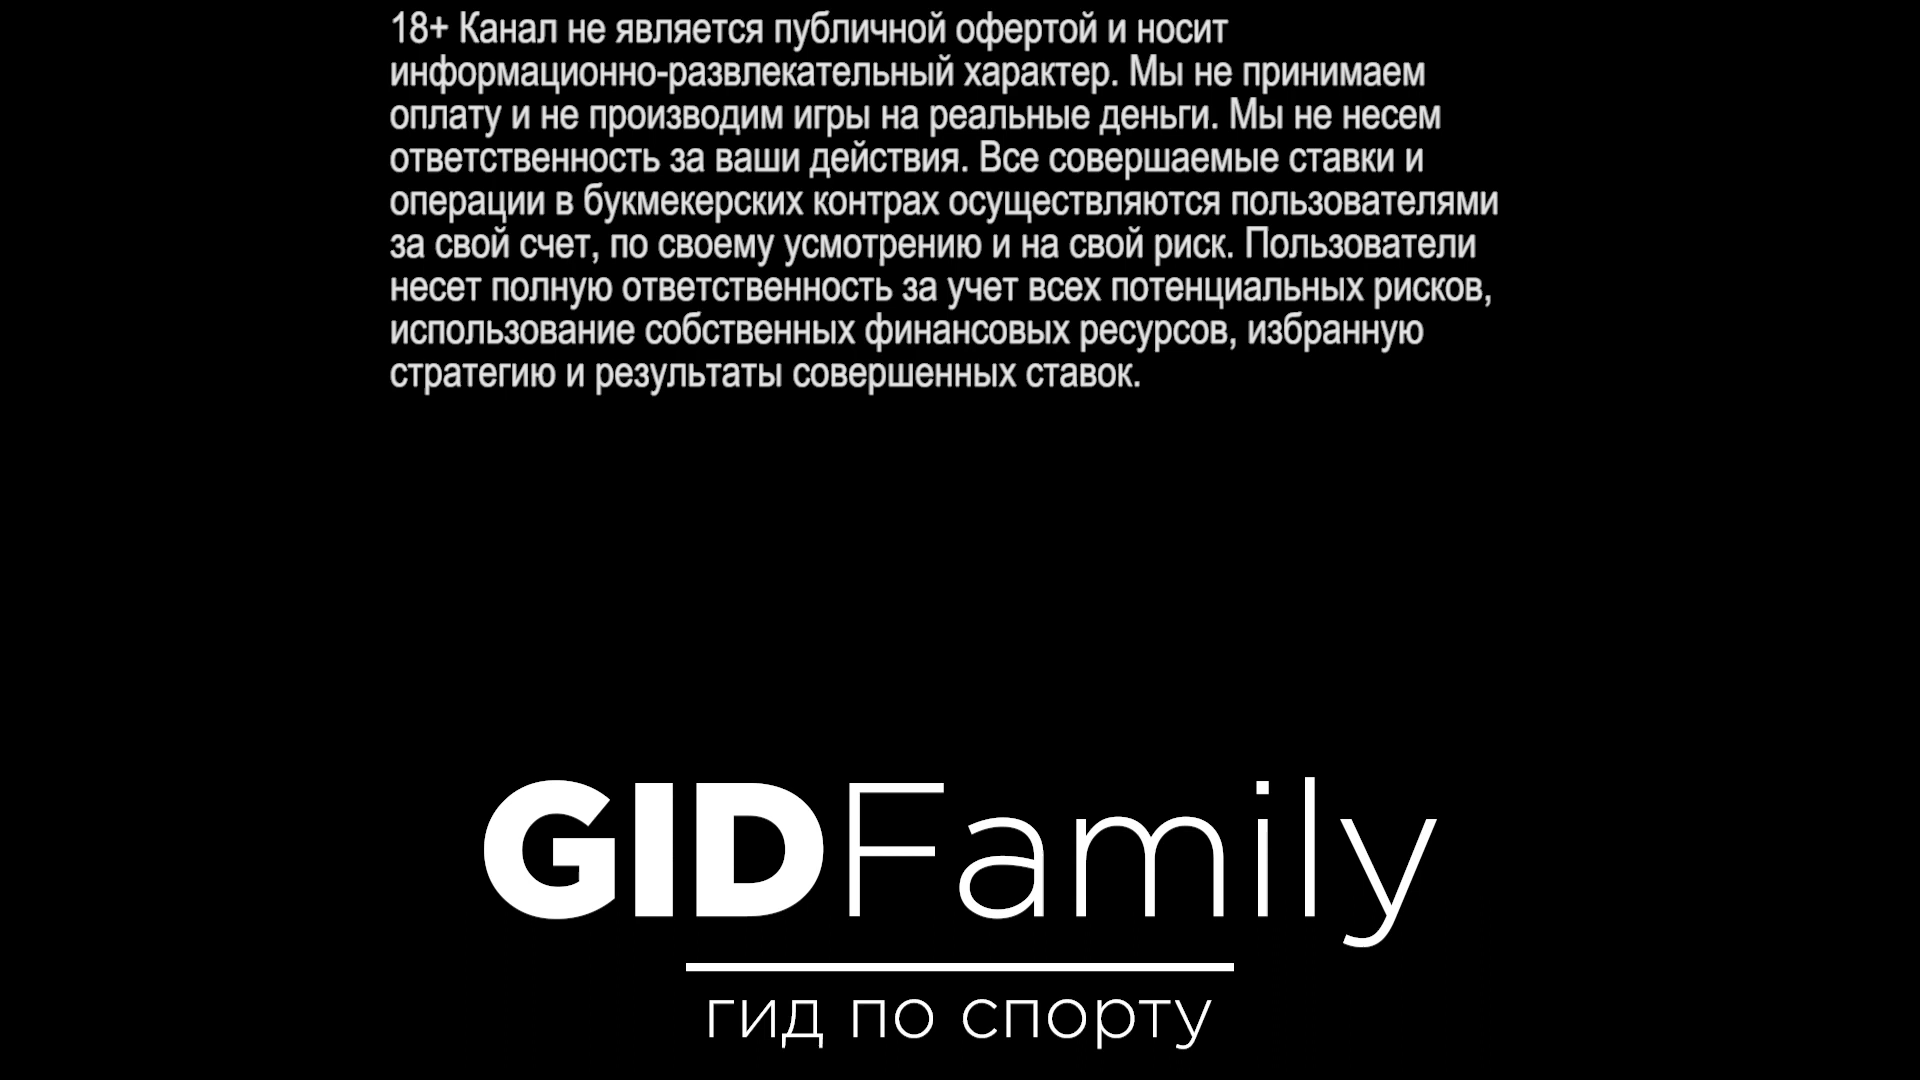 18+ Канал не является публичной офертой и носит
информационно-развлекательный характер. Мы не принимаем
оплату и не производим игры на реальные деньги. Мы не несем
ответственность за ваши действия. Все совершаемые ставки и
операции в букмекерских контрах осуществляются пользователями
за свой счет, по своему усмотрению и на свой риск. Пользователи
несет полную ответственность за учет всех потенциальных рисков,
использование собственных финансовых ресурсов, избранную
стратегию и результаты совершенных ставок.
GIDFamily
гид по спорту